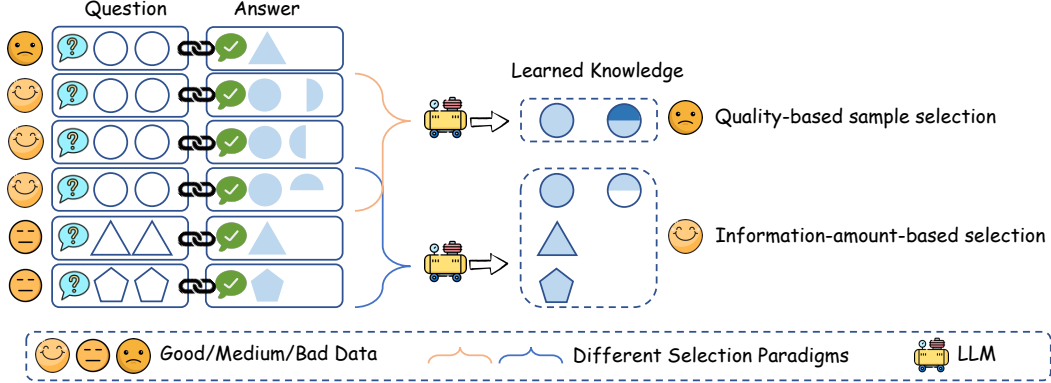 Question Answer
?
?
?
?
?
?
Learned Knowledge
Quality-based sample selection
Information-amount-based selection
Good/Medium/Bad Data
Different Selection Paradigms
LLM